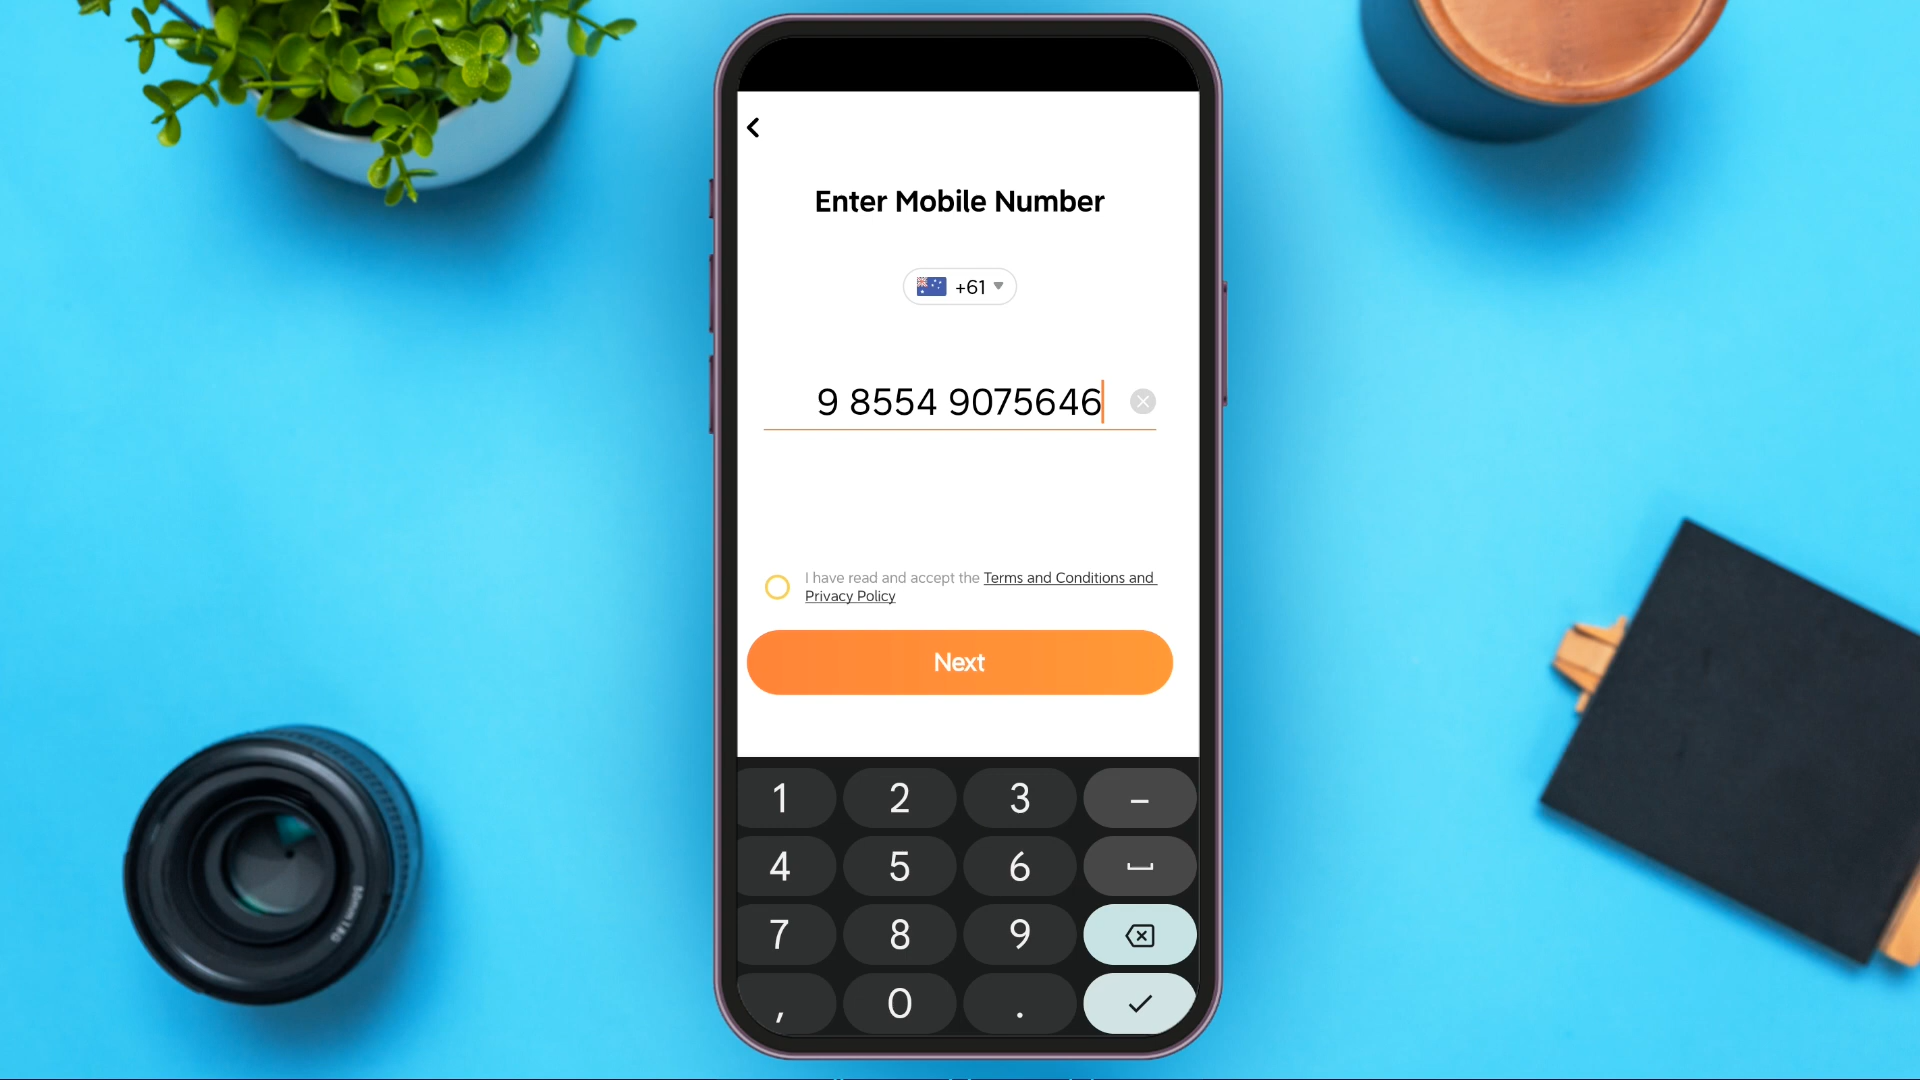 Enter Mobile Number
+61
9 8554 9075646
I have read and accept the Terms and Conditions and
Privacy Policy
Next
1 2 3 –
4 5 6
7 8 9
, 0 .